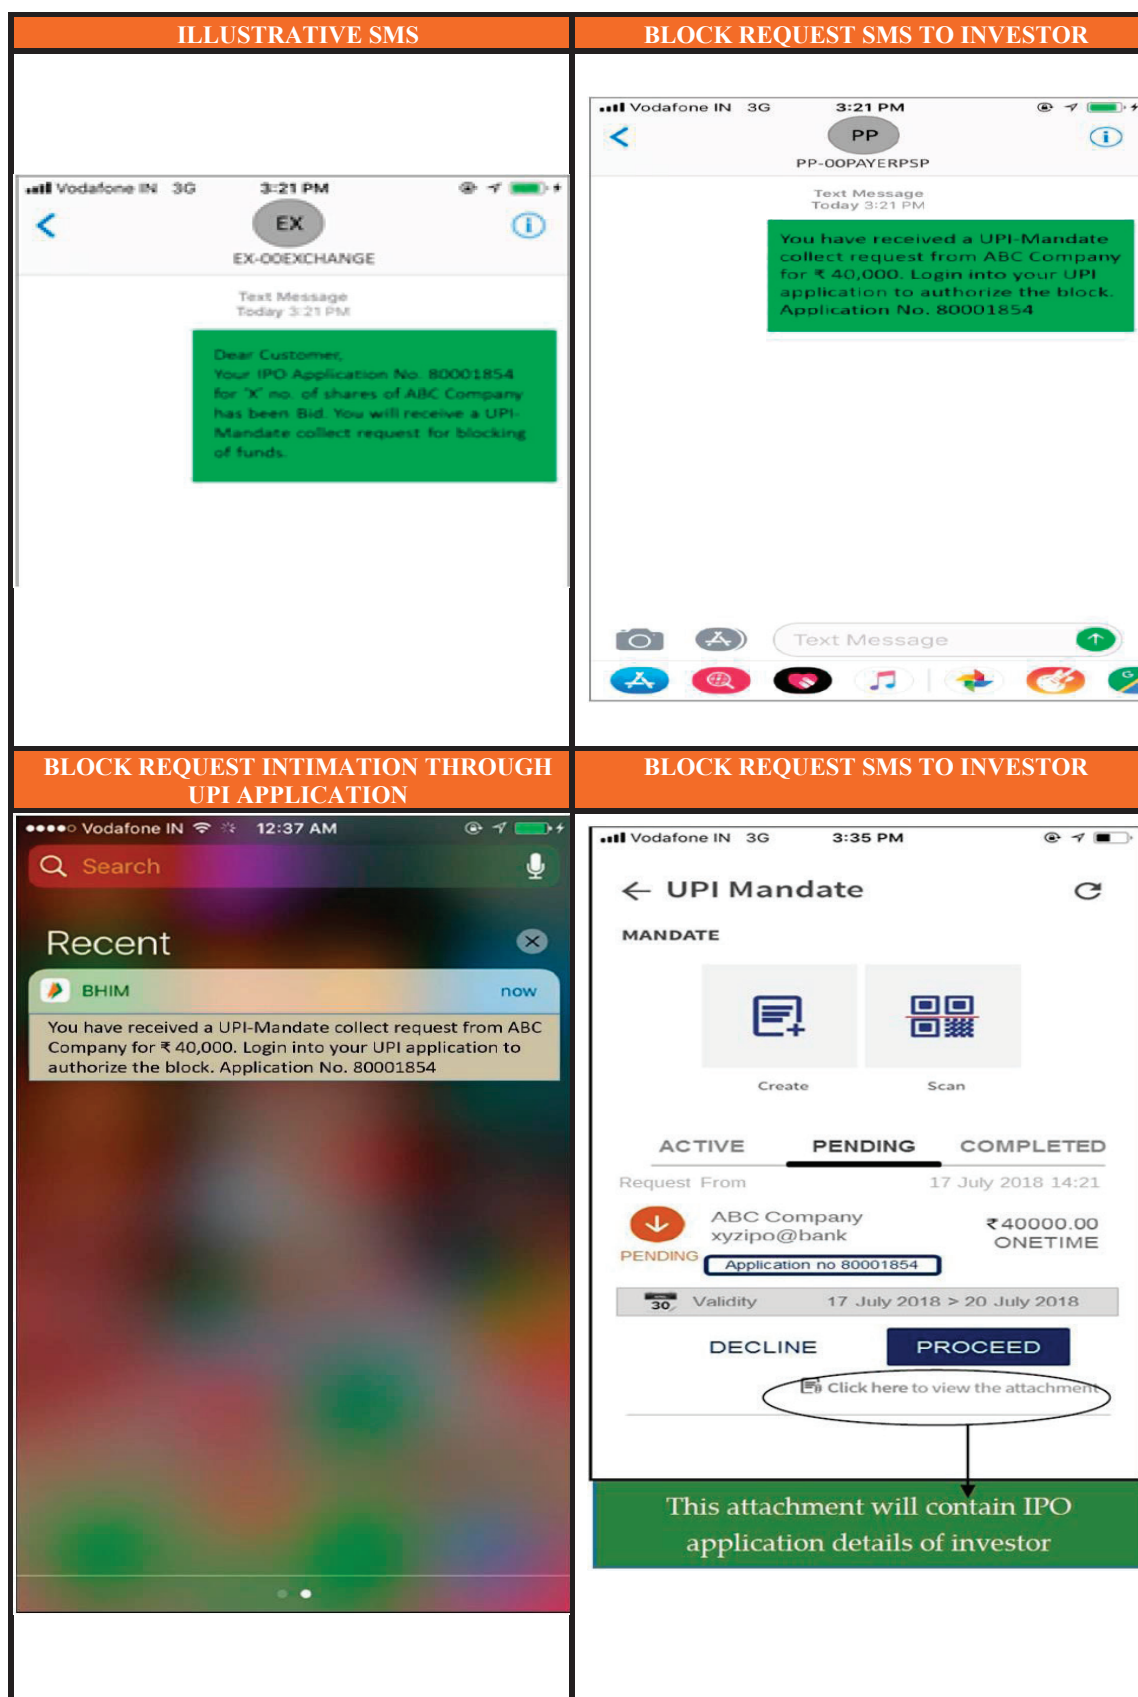 ILLUSTRATIVE SMS
Vodafone IN 3G 3:21 PM
EX
EX-00EXCHANGE
Text Message
Today 3:21 PM
Dear Customer,
Your IPO Application No. 80001854
for 'X' no. of shares of ABC Company
has been Bid. You will receive a UPI-
Mandate collect request for blocking
of funds.
BLOCK REQUEST SMS TO INVESTOR
Vodafone IN 3G 3:21 PM
PP
PP-00PAYERPSP
Text Message
Today 3:21 PM
You have received a UPI-Mandate
collect request from ABC Company
for ₹ 40,000. Login into your UPI
application to authorize the block.
Application No. 80001854
Text Message
G
BLOCK REQUEST INTIMATION THROUGH
UPI APPLICATION
Vodafone IN 12:37 AM
Search
Recent
BHIM now
You have received a UPI-Mandate collect request from ABC
Company for ₹ 40,000. Login into your UPI application to
authorize the block. Application No. 80001854
BLOCK REQUEST SMS TO INVESTOR
Vodafone IN 3G 3:35 PM
UPI Mandate
MANDATE
Create Scan
ACTIVE PENDING COMPLETED
Request From 17 July 2018 14:21
ABC Company ₹40000.00
xyzipo@bank ONETIME
PENDING
Application no 80001854
30 Validity 17 July 2018 > 20 July 2018
DECLINE PROCEED
Click here to view the attachment
This attachment will contain IPO
application details of investor